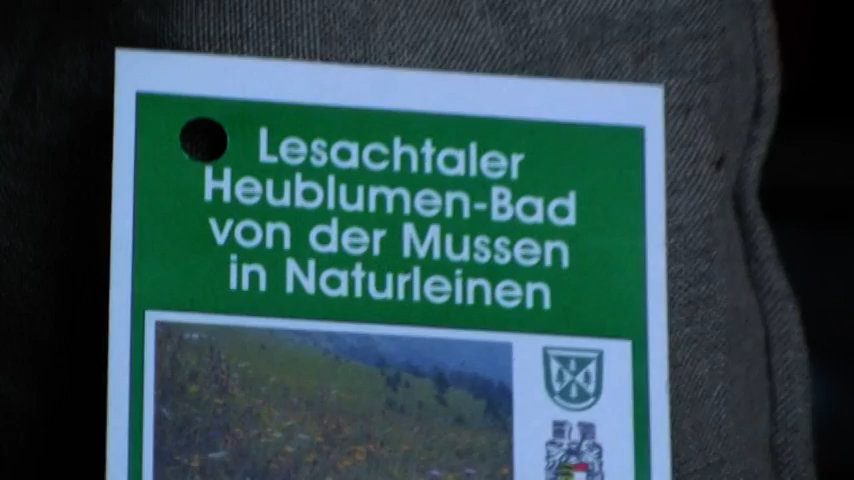 Lesachtaler
Heublumen-Bad
von der Mussen
in Naturleinen